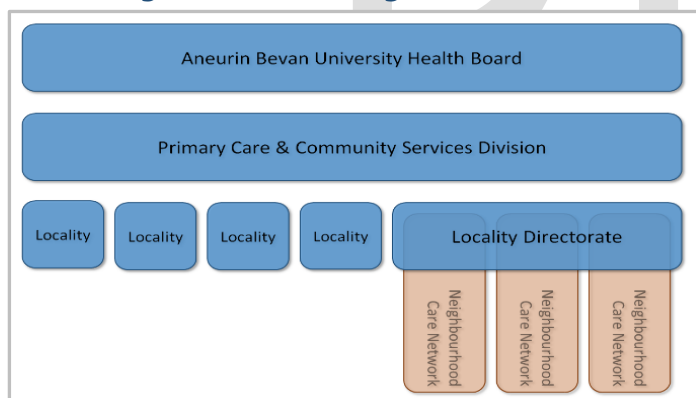 Aneurin Bevan University Health Board
Primary Care & Community Services Division
Locality
Locality
Locality
Locality
Locality Directorate
Neighbourhood
Care Network
Neighbourhood
Care Network
Neighbourhood
Care Network